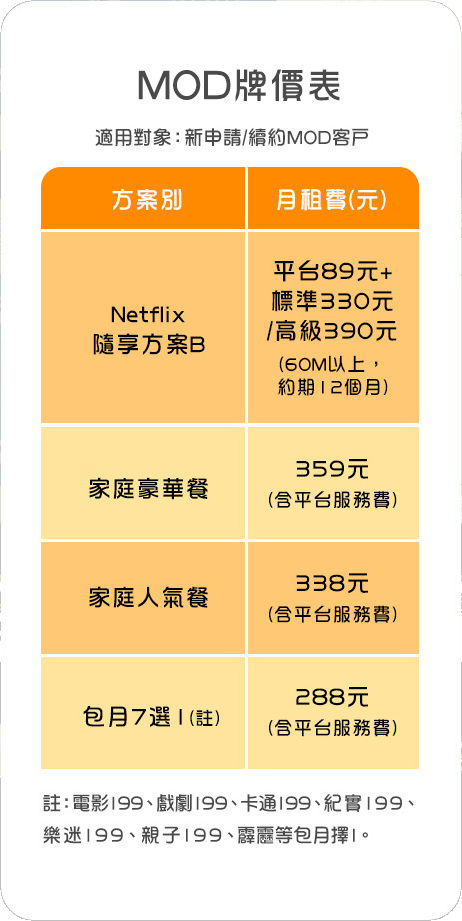 MOD牌價表
適用對象：新申請/續約MOD客戶
方案別
月租費(元)
Netflix
隨享方案B
平台89元+
標準330元
/高級390元
(60M以上，
約期12個月)
家庭豪華餐
359元
(含平台服務費)
家庭人氣餐
338元
(含平台服務費)
包月7選1(註)
288元
(含平台服務費)
註：電影199、戲劇199、卡通199、紀實199、
樂迷199、親子199、霹靂等包月擇1。